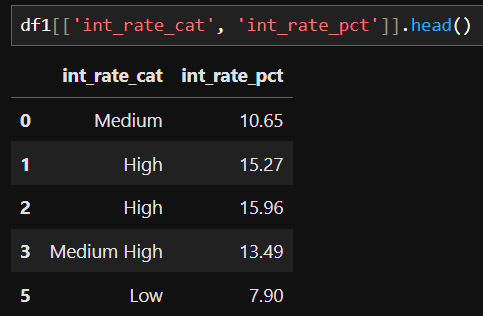 df1[['int_rate_cat', 'int_rate_pct']].head()
int_rate_cat int_rate_pct
0 Medium 10.65
1 High 15.27
2 High 15.96
3 Medium High 13.49
5 Low 7.90